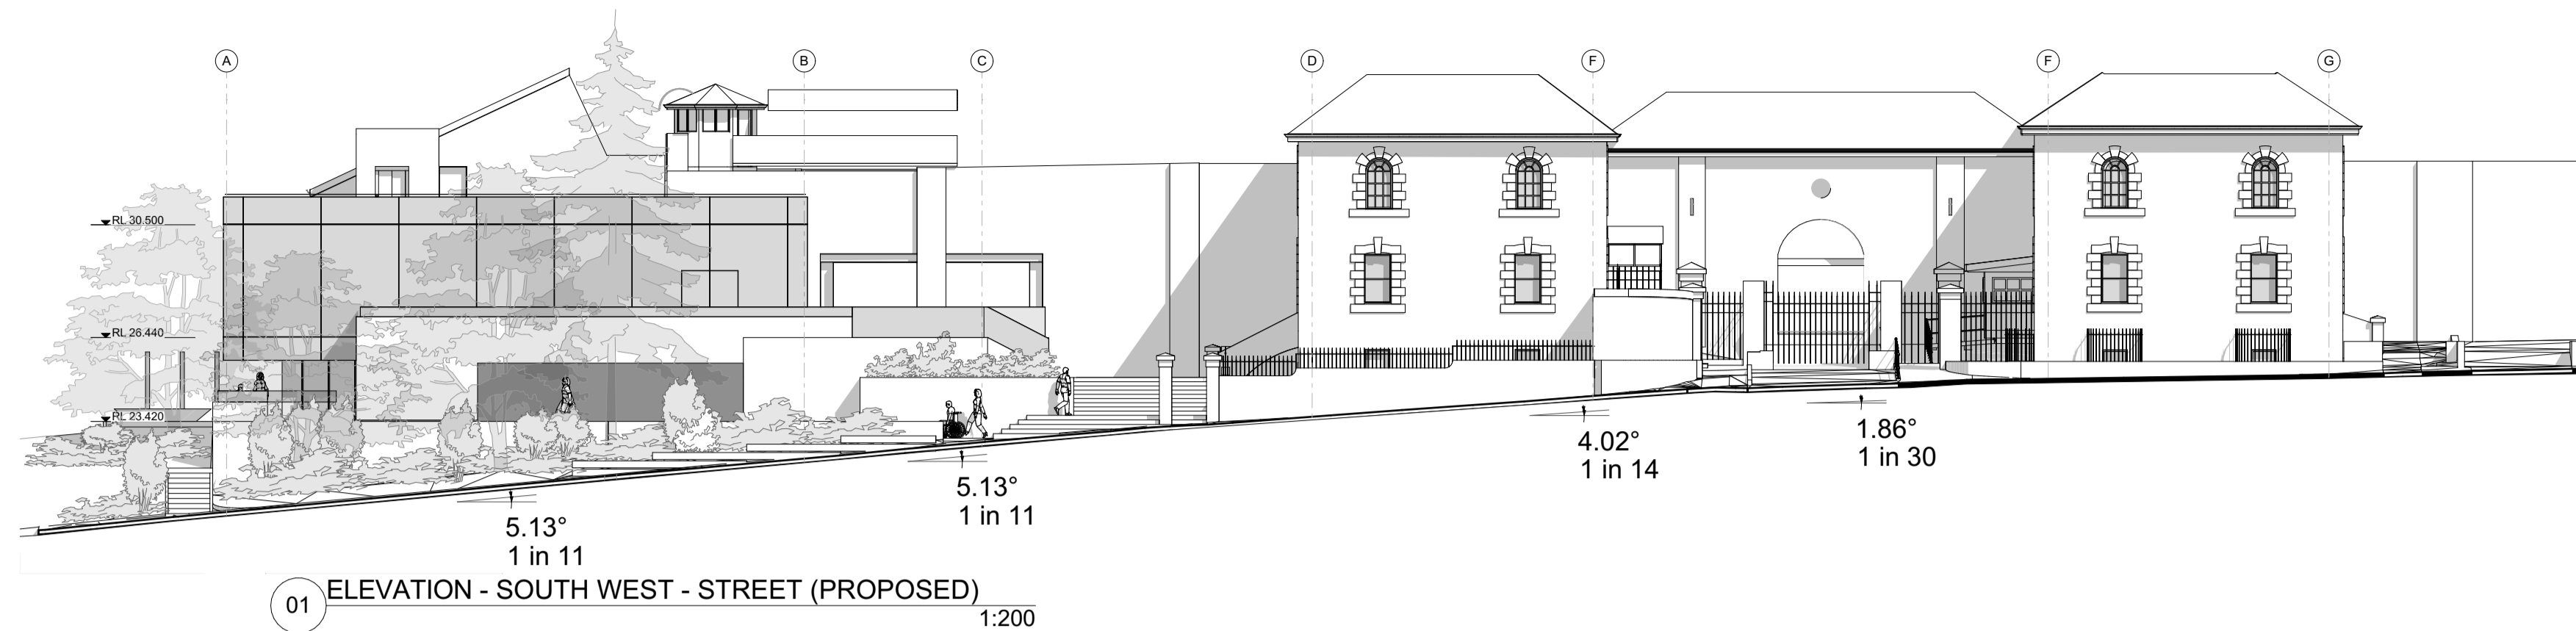 A
B
C
D
F
F
G
RL 30.500
RL 26.440
RL 23.420
5.13°
1 in 11
5.13°
1 in 11
4.02°
1 in 14
1.86°
1 in 30
01
ELEVATION - SOUTH WEST - STREET (PROPOSED)
1:200